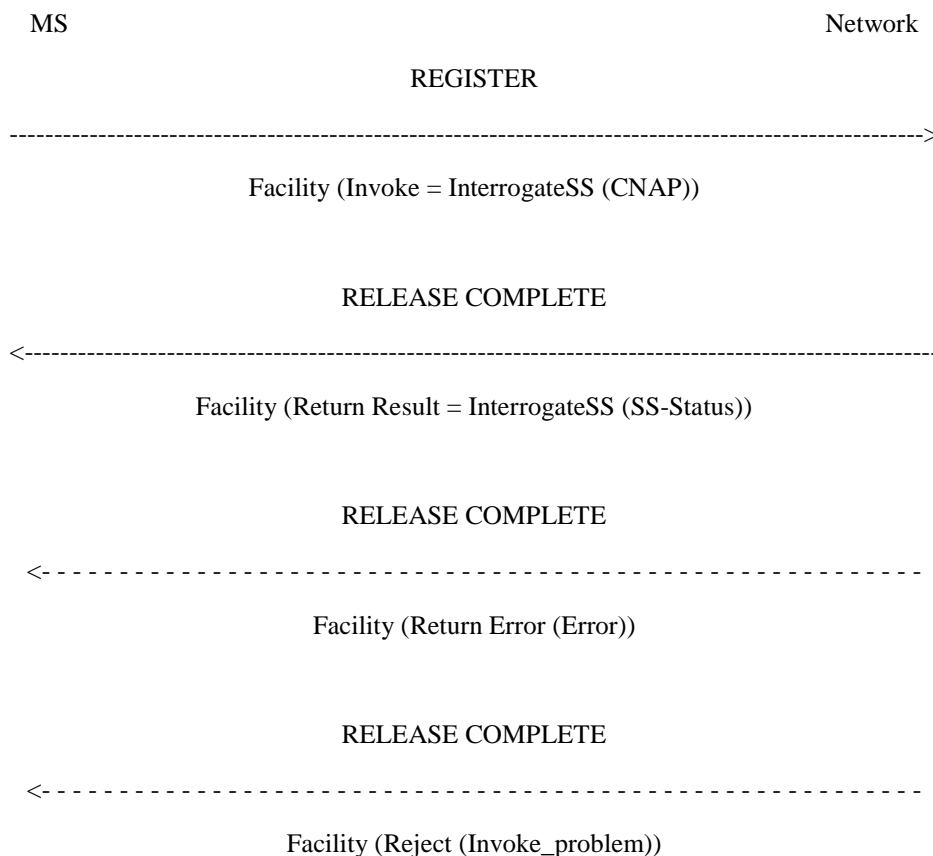 MS Network
REGISTER
------------------------------------------------------------------------------------------------------->
Facility (Invoke = InterrogateSS (CNAP))
RELEASE COMPLETE
<-------------------------------------------------------------------------------------------------------
Facility (Return Result = InterrogateSS (SS-Status))
RELEASE COMPLETE
<- - - - - - - - - - - - - - - - - - - - - - - - - - - - - - - - - - - - - - - - - - - - - - - - - - - - - - - - -
Facility (Return Error (Error))
RELEASE COMPLETE
<- - - - - - - - - - - - - - - - - - - - - - - - - - - - - - - - - - - - - - - - - - - - - - - - - - - - - - - - -
Facility (Reject (Invoke_problem))